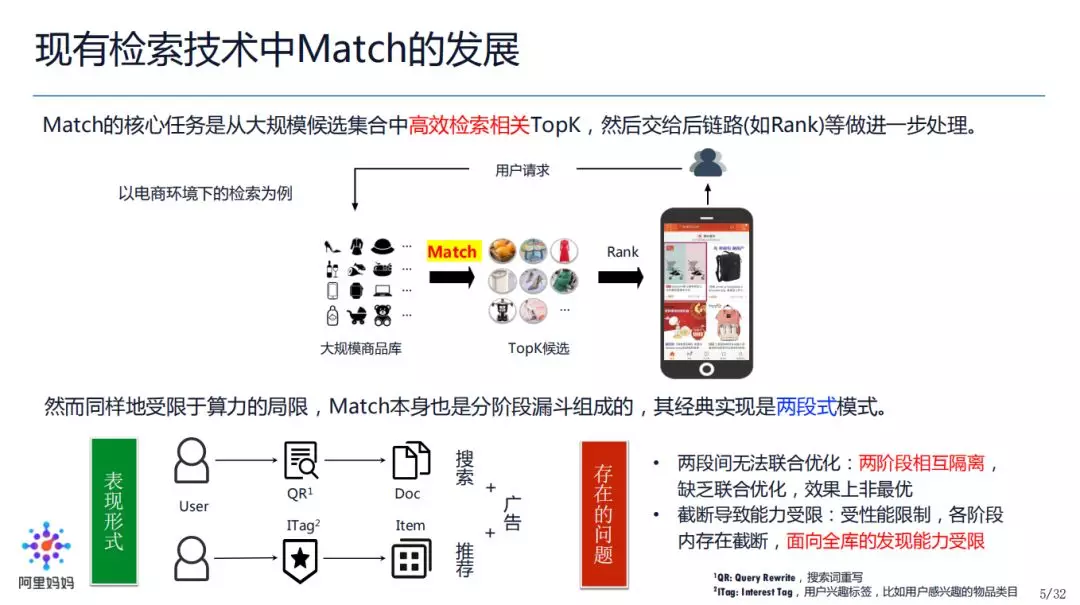 现有检索技术中Match的发展
Match的核心任务是从大规模候选集合中高效检索相关TopK，然后交给后链路(如Rank)等做进一步处理。
用户请求
以电商环境下的检索为例
Match
Rank
大规模商品库
TopK候选
然而同样地受限于算力的局限，Match本身也是分阶段漏斗组成的，其经典实现是两段式模式。
表现形式
User
QR¹
Doc
搜索
+
广告
ITag²
Item
+
推荐
存在的问题
• 两段间无法联合优化：两阶段相互隔离，
缺乏联合优化，效果上非最优
• 截断导致能力受限：受性能限制，各阶段
内存在截断，面向全库的发现能力受限
阿里妈妈
¹QR: Query Rewrite，搜索词重写
²ITag: Interest Tag，用户兴趣标签，比如用户感兴趣的物品类目
5/32